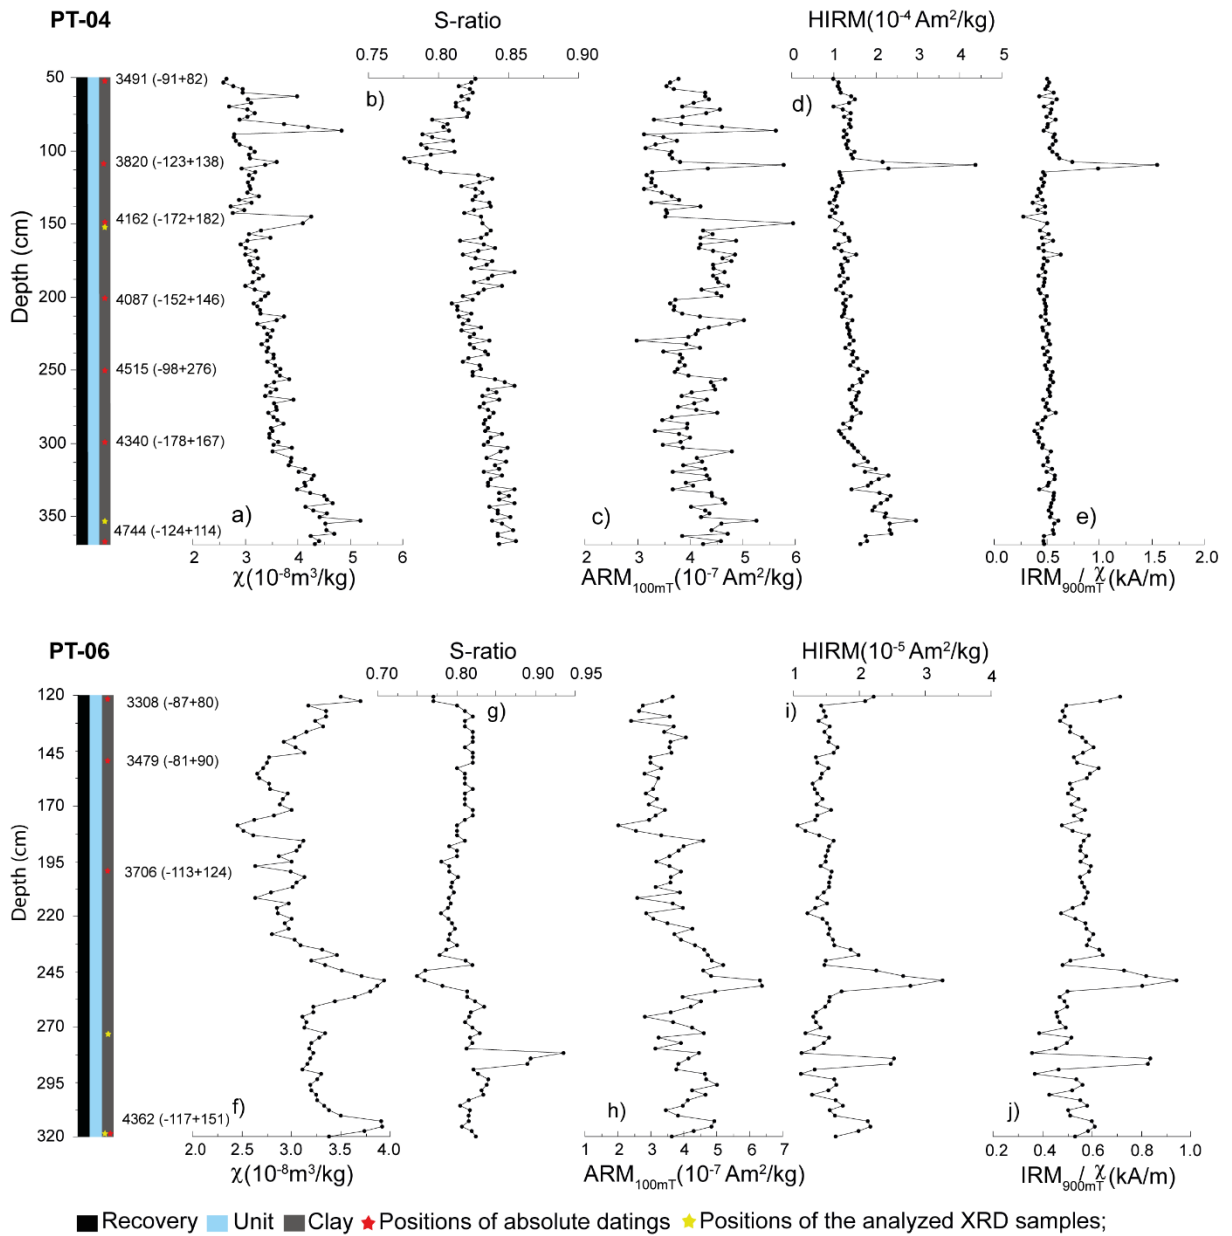 PT-04
S-ratio
HIRM(10⁻⁴ Am²/kg)
0.75 0.80 0.85 0.90
0 1 2 3 4 5
Depth (cm)
50
100
150
200
250
300
350
3491 (-91+82)
3820 (-123+138)
4162 (-172+182)
4087 (-152+146)
4515 (-98+276)
4340 (-178+167)
4744 (-124+114)
a)
b)
c)
d)
e)
2 3 4 5 6
χ(10⁻⁸m³/kg)
2 3 4 5 6
ARM100mT(10⁻⁷ Am²/kg)
0.0 0.5 1.0 1.5 2.0
IRM900mT/ χ(kA/m)
PT-06
S-ratio
HIRM(10⁻⁵ Am²/kg)
0.70 0.80 0.90 0.95
1 2 3 4
Depth (cm)
120
145
170
195
220
245
270
295
320
3308 (-87+80)
3479 (-81+90)
3706 (-113+124)
4362 (-117+151)
f)
g)
h)
i)
j)
2.0 2.5 3.0 3.5 4.0
χ(10⁻⁸m³/kg)
1 2 3 4 5 6 7
ARM100mT(10⁻⁷ Am²/kg)
0.2 0.4 0.6 0.8 1.0
IRM900mT/ χ(kA/m)
Recovery Unit Clay Positions of absolute datings Positions of the analyzed XRD samples;